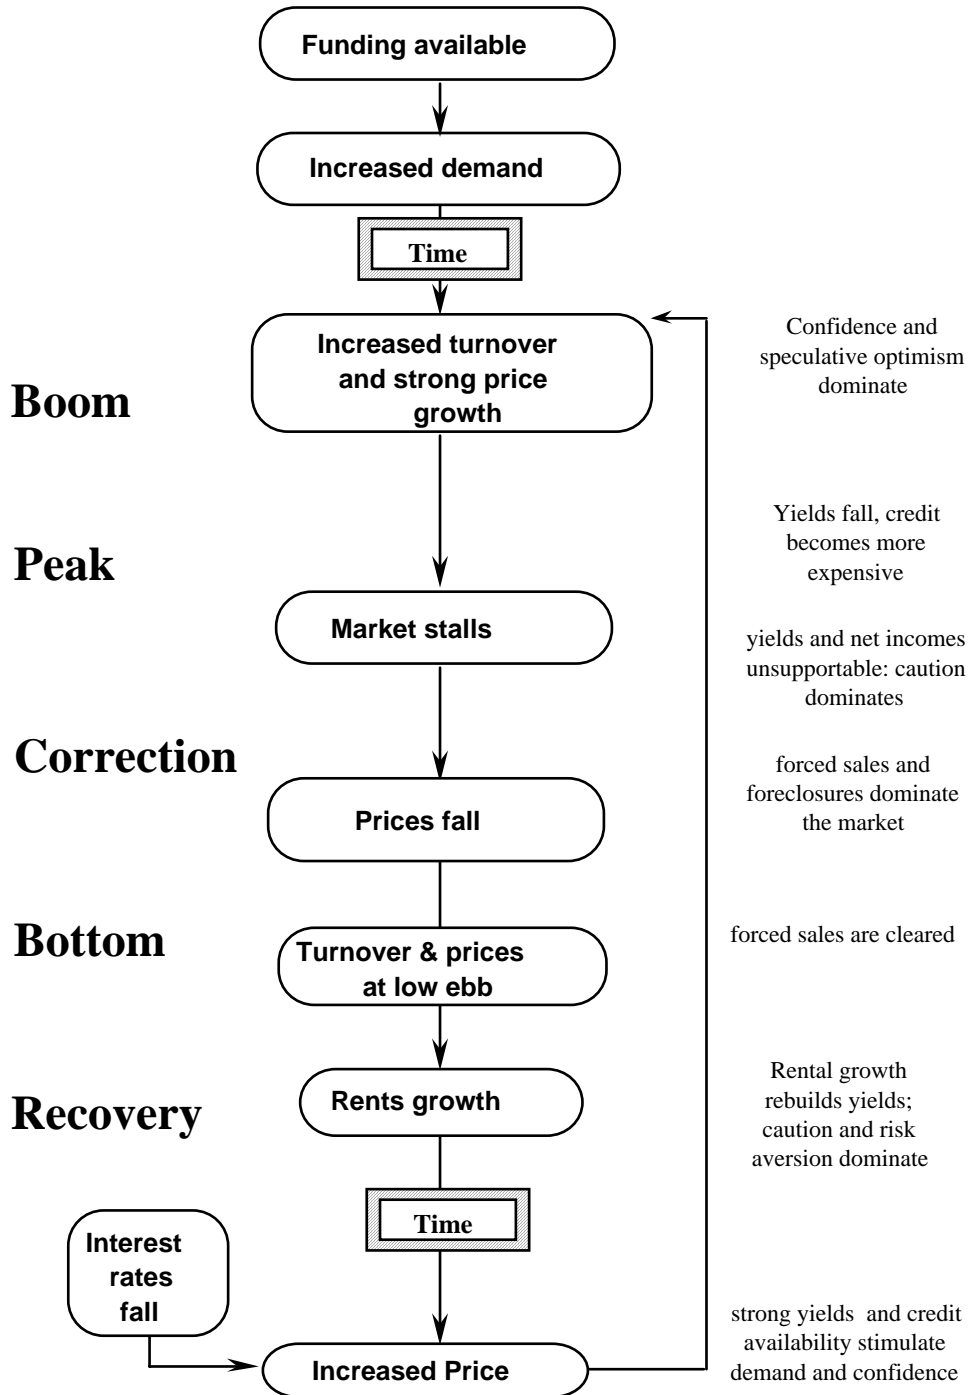 Funding available
Increased demand
Time
Increased turnover
and strong price
growth
Confidence and
speculative optimism
dominate
Boom
Yields fall, credit
becomes more
expensive
Peak
Market stalls
yields and net incomes
unsupportable: caution
dominates
Correction
forced sales and
foreclosures dominate
the market
Prices fall
Bottom
Turnover & prices
at low ebb
forced sales are cleared
Rental growth
rebuilds yields;
caution and risk
aversion dominate
Recovery
Rents growth
Time
Interest
rates
fall
strong yields and credit
availability stimulate
demand and confidence
Increased Price